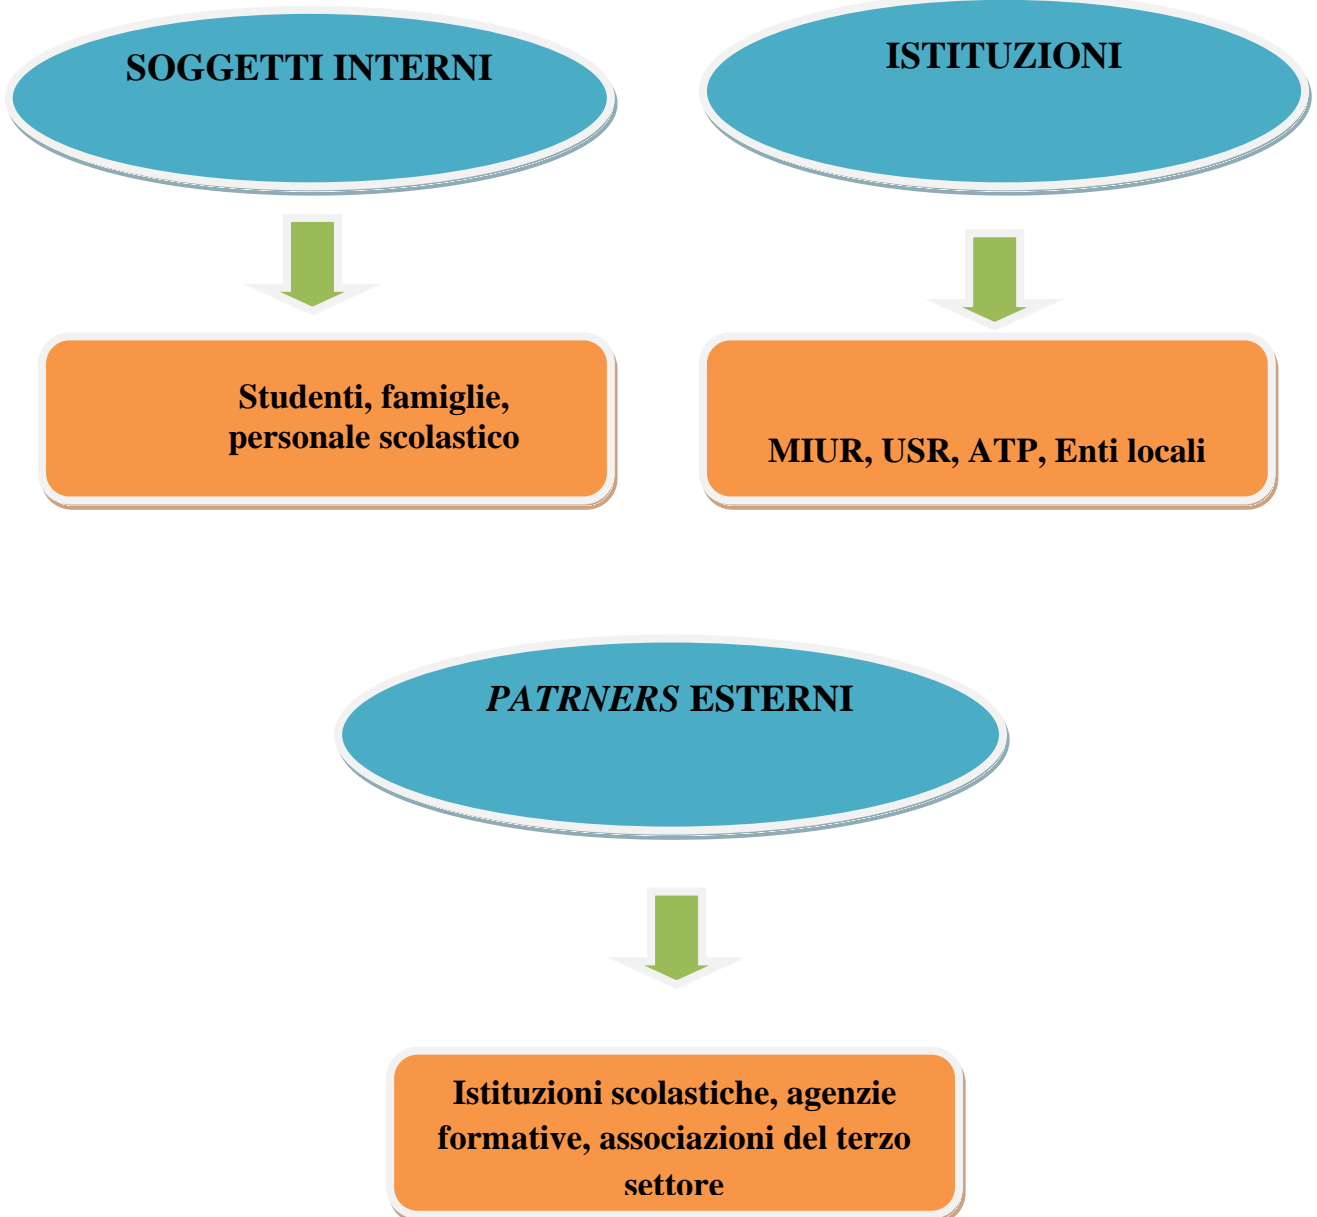 SOGGETTI INTERNI
ISTITUZIONI
Studenti, famiglie,
personale scolastico
MIUR, USR, ATP, Enti locali
PATRNERS ESTERNI
Istituzioni scolastiche, agenzie
formative, associazioni del terzo
settore